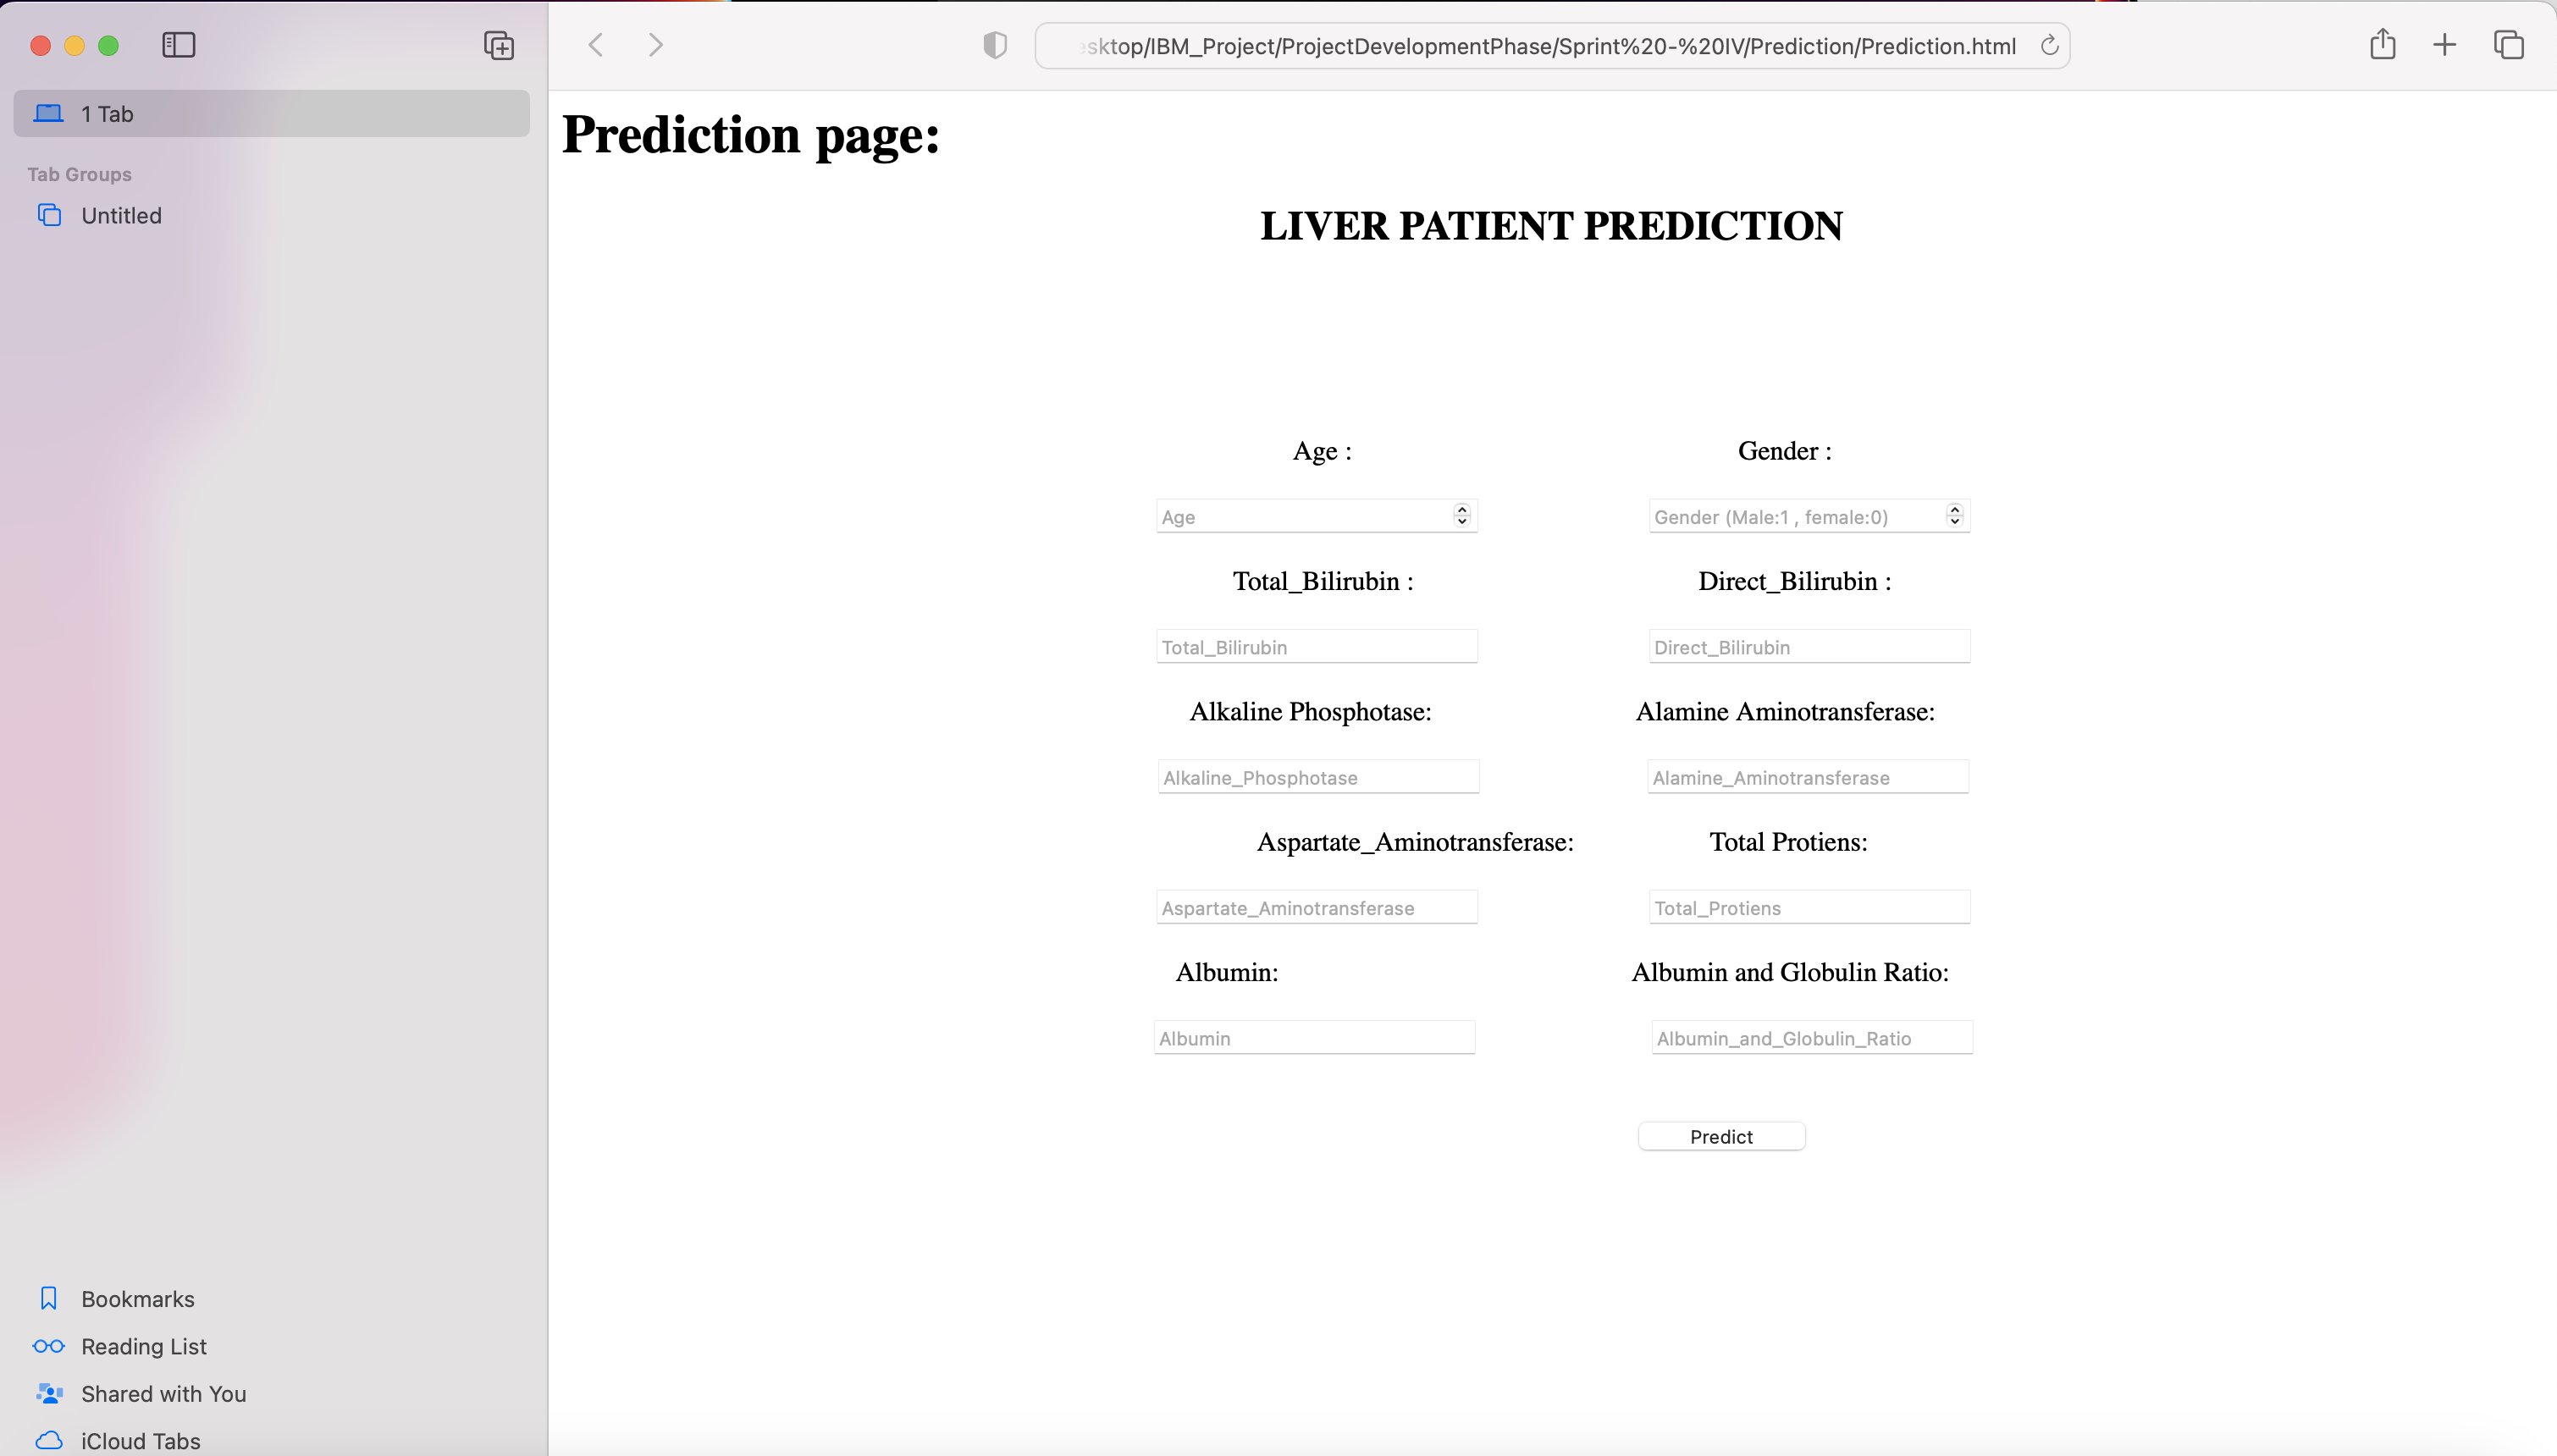 esktop/IBM_Project/ProjectDevelopmentPhase/Sprint%20-%20IV/Prediction/Prediction.html
1 Tab
Tab Groups
Untitled
Bookmarks
Reading List
Shared with You
iCloud Tabs
Prediction page:
LIVER PATIENT PREDICTION
Age : Gender :
Age Gender (Male:1 , female:0)
Total_Bilirubin : Direct_Bilirubin :
Total_Bilirubin Direct_Bilirubin
Alkaline Phosphotase: Alamine Aminotransferase:
Alkaline_Phosphotase Alamine_Aminotransferase
Aspartate_Aminotransferase: Total Protiens:
Aspartate_Aminotransferase Total_Protiens
Albumin: Albumin and Globulin Ratio:
Albumin Albumin_and_Globulin_Ratio
Predict